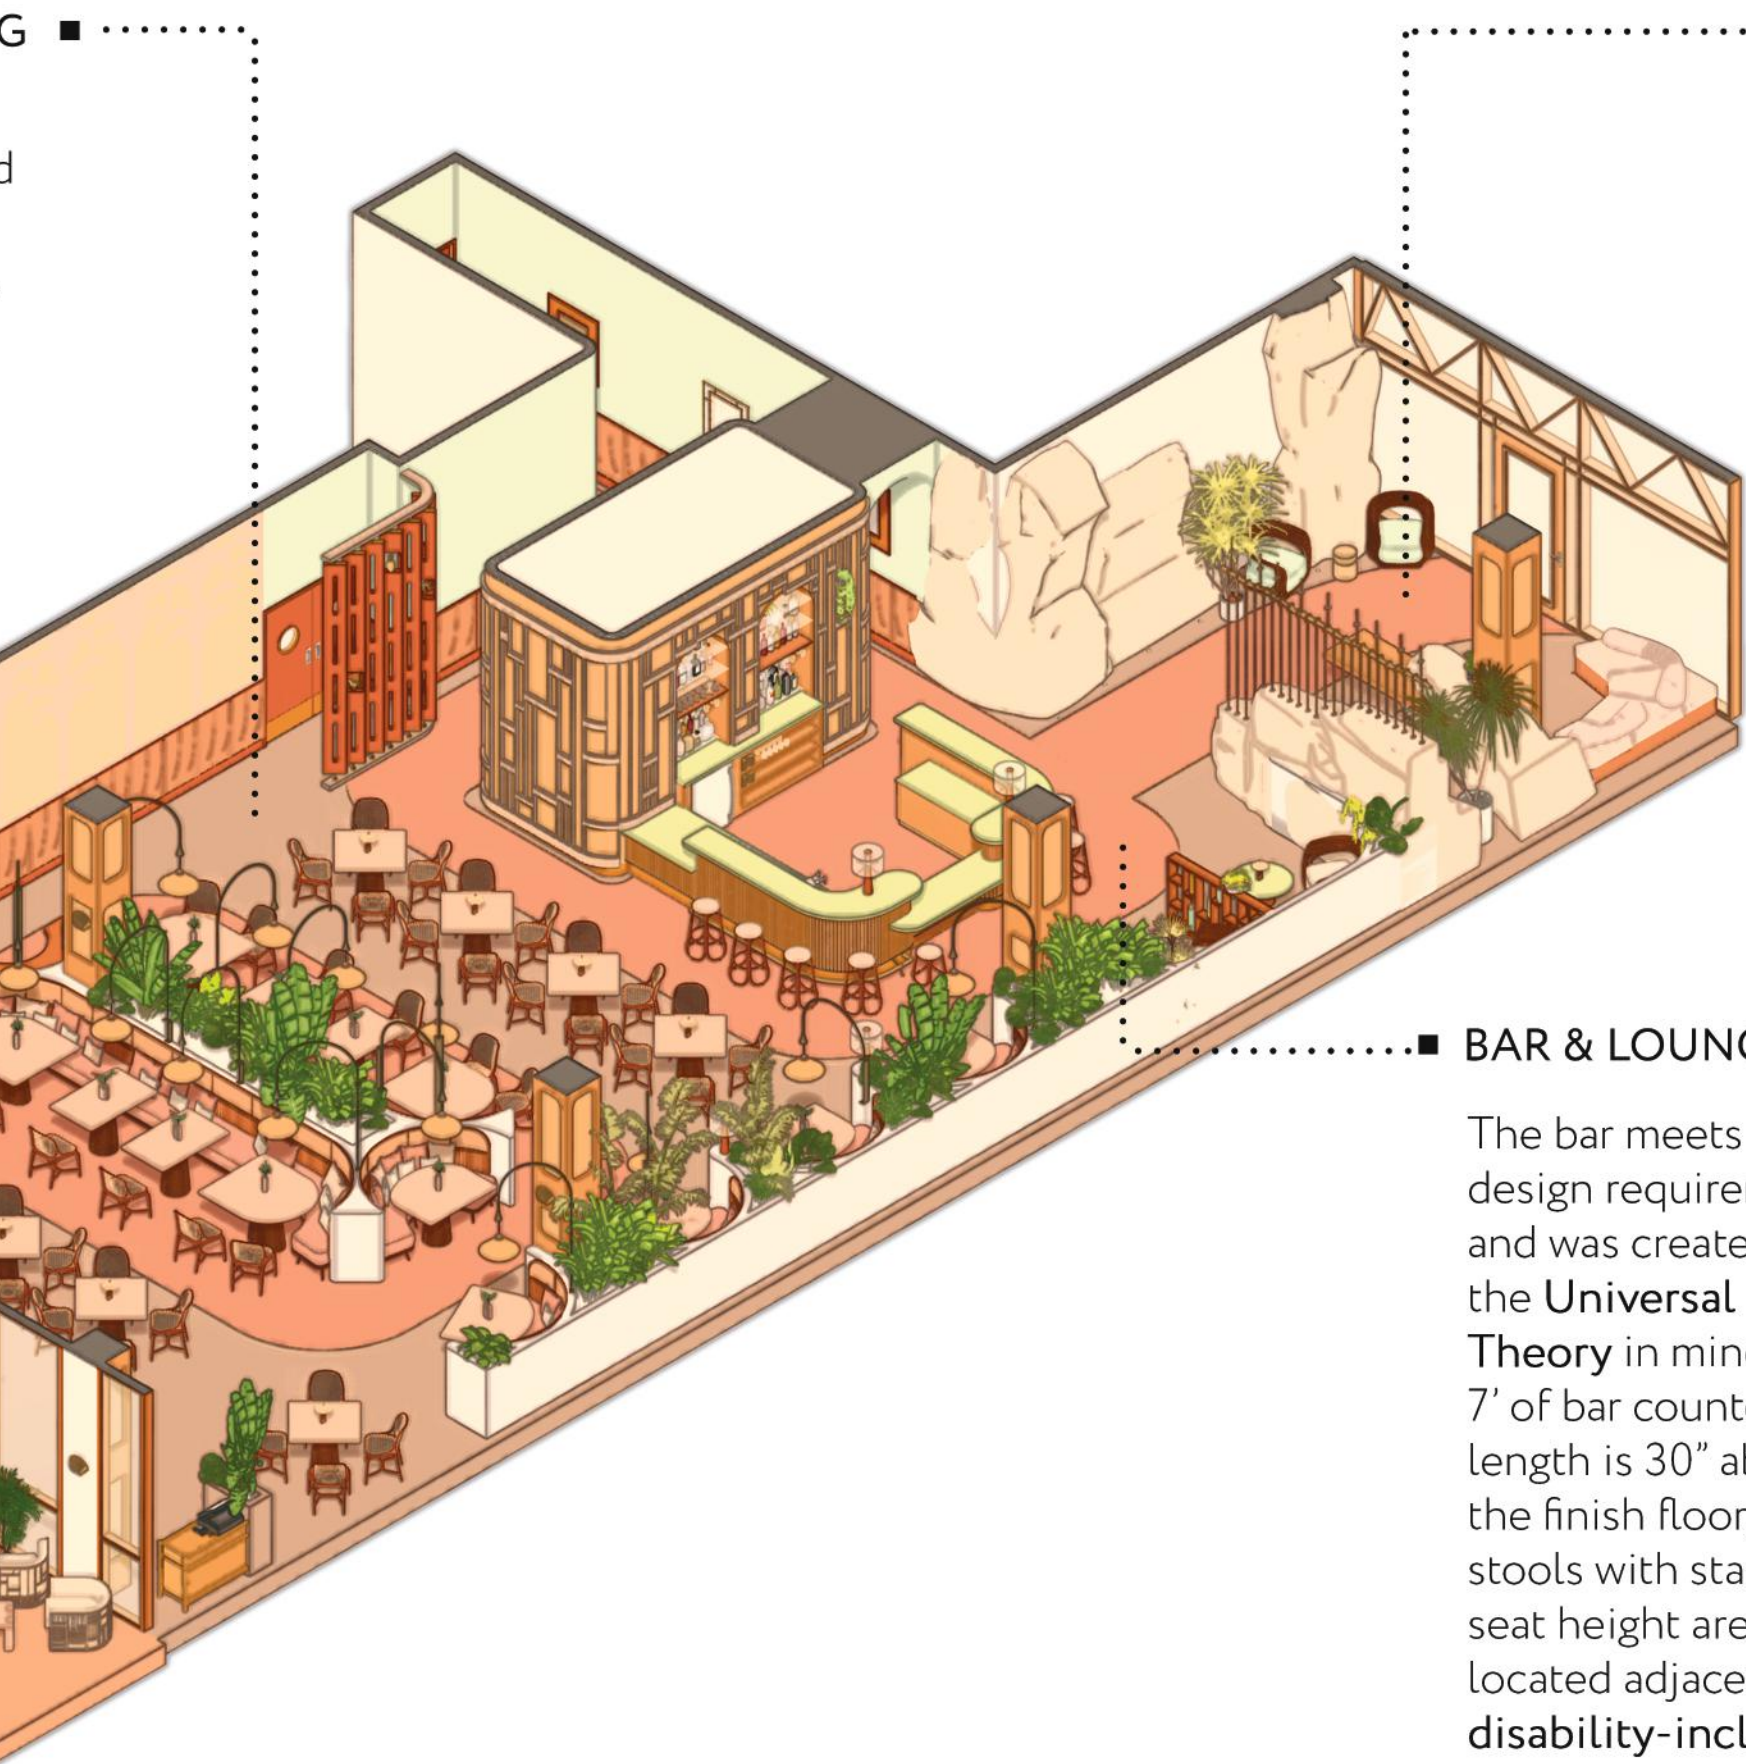 G
d
BAR & LOUN
The bar meets
design require
and was create
the Universal
Theory in min
7’ of bar count
length is 30” a
the finish floor
stools with sta
seat height are
located adjace
disability-incl